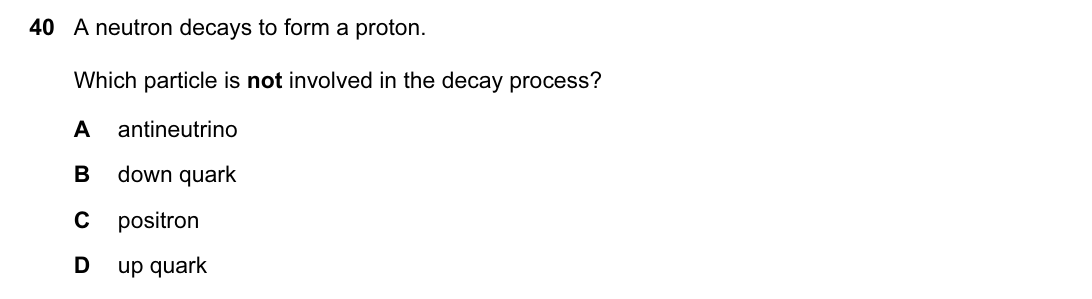 40 A neutron decays to form a proton.
Which particle is not involved in the decay process?
A antineutrino
B down quark
C positron
D up quark